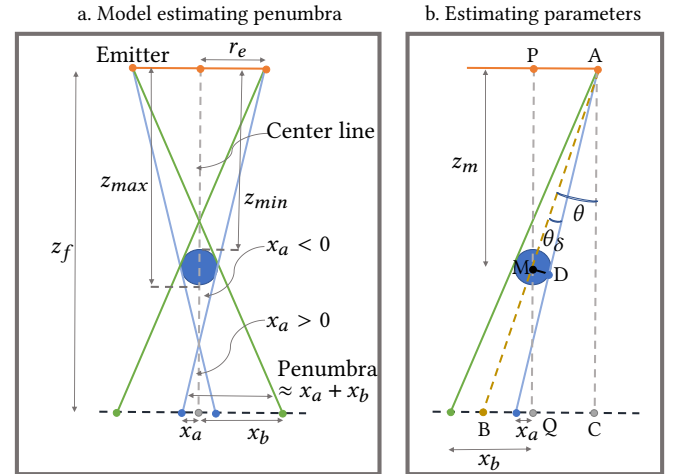 a. Model estimating penumbra
b. Estimating parameters
Emitter
r_e
P
A
Center line
z_max
z_min
z_m
z_f
θ
θ_δ
x_a < 0
M
D
x_a > 0
Penumbra
≈ x_a + x_b
x_a
x_b
B
x_a
Q
C
x_b